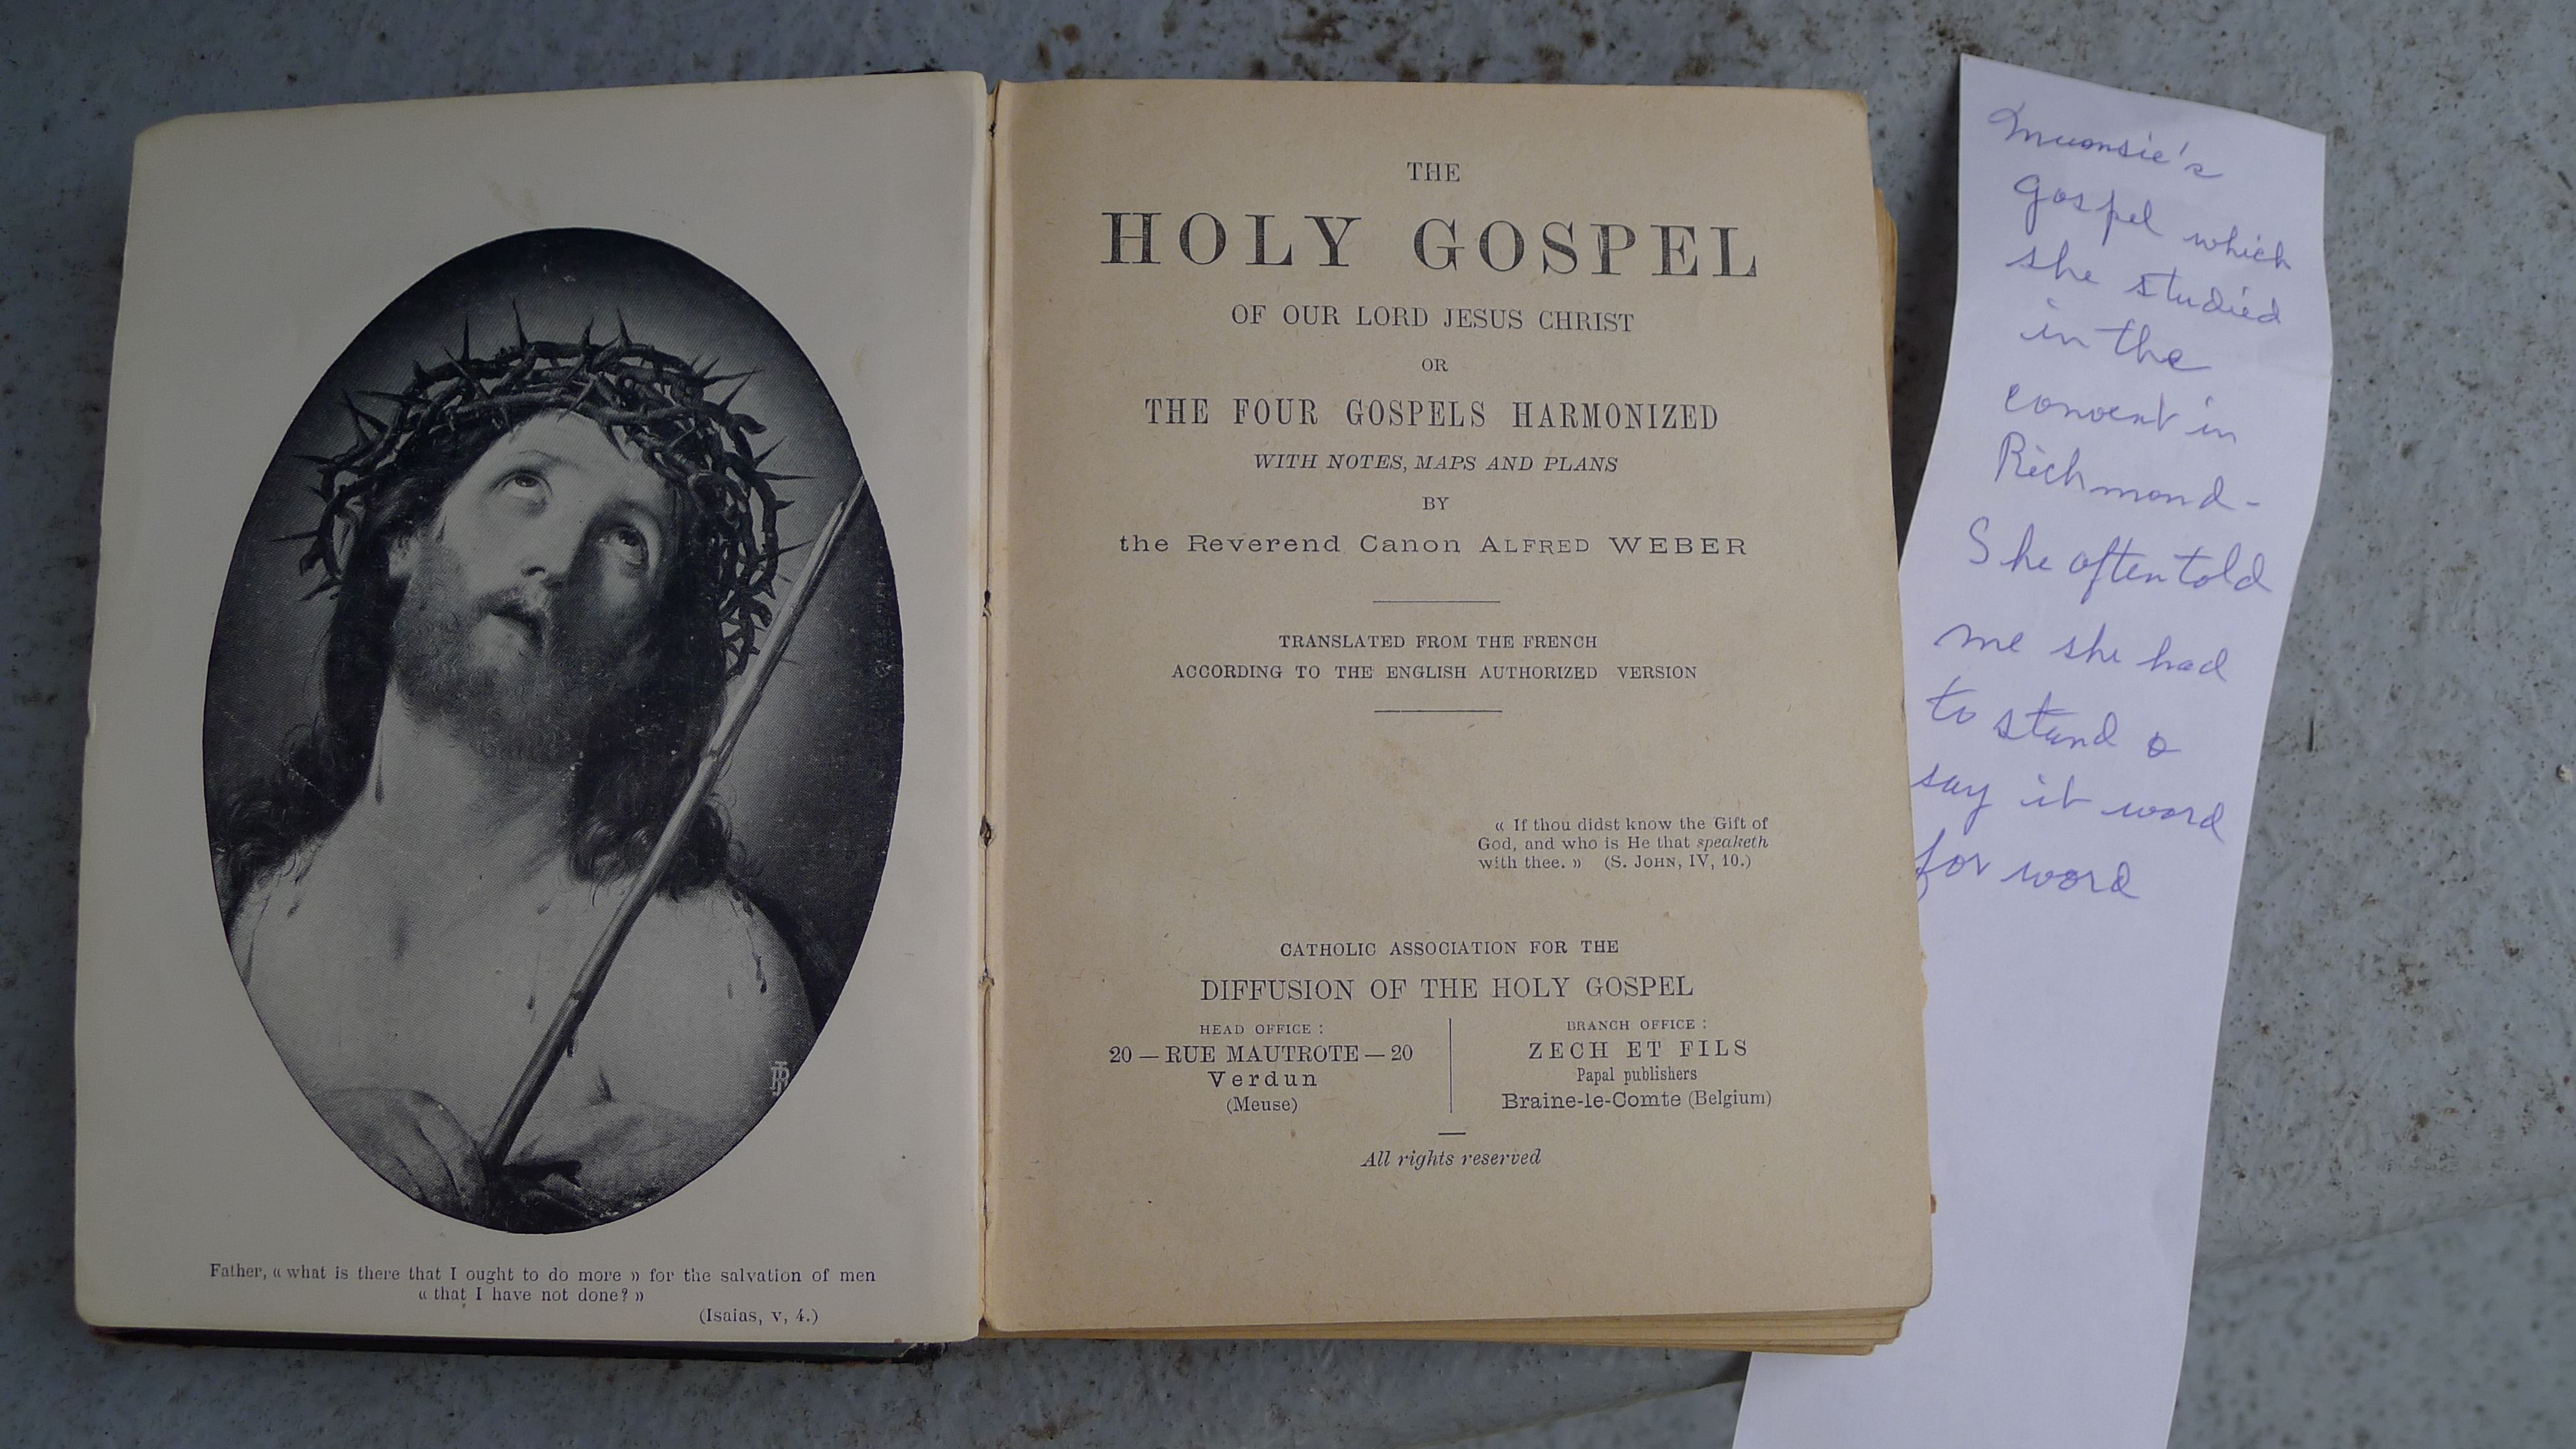 Father, « what is there that I ought to do more » for the salvation of men
« that I have not done? »
(Isaias, v, 4.)
THE
HOLY GOSPEL
OF OUR LORD JESUS CHRIST
OR
THE FOUR GOSPELS HARMONIZED
WITH NOTES, MAPS AND PLANS
BY
the Reverend Canon ALFRED WEBER
TRANSLATED FROM THE FRENCH
ACCORDING TO THE ENGLISH AUTHORIZED VERSION
« If thou didst know the Gift of
God, and who is He that speaketh
with thee. » (S. JOHN, IV, 10.)
CATHOLIC ASSOCIATION FOR THE
DIFFUSION OF THE HOLY GOSPEL
HEAD OFFICE :
20 — RUE MAUTROTE — 20
Verdun
(Meuse)
BRANCH OFFICE :
ZECH ET FILS
Papal publishers
Braine-le-Comte (Belgium)
All rights reserved
gospel which
she studied
in the
convent in
Richmond -
She often told
me she had
to stand
say it word
for word